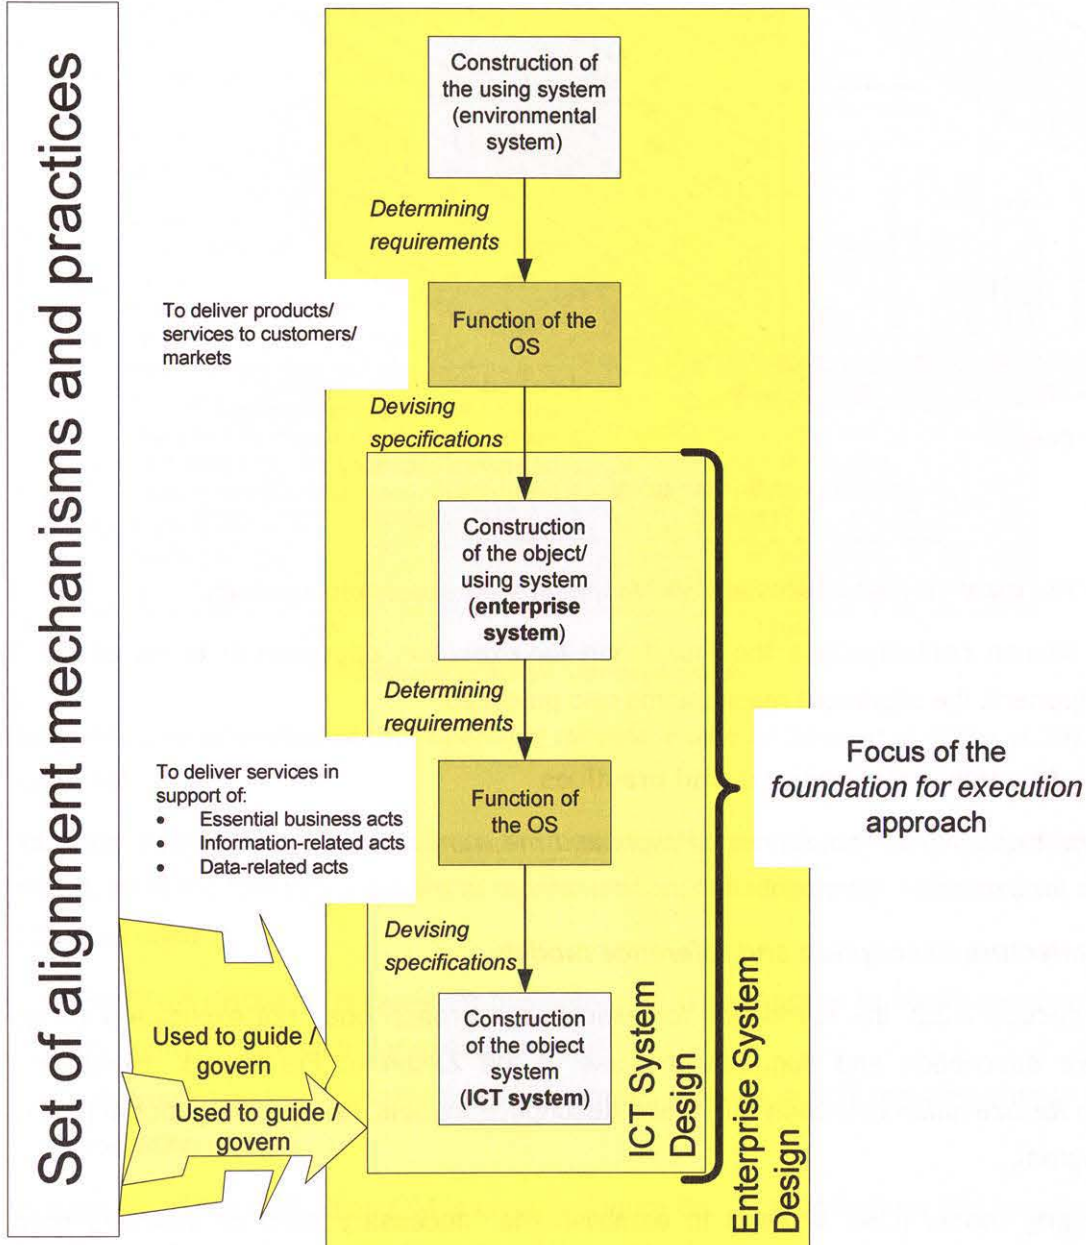 Set of alignment mechanisms and practices
Construction of
the using system
(environmental
system)
Determining
requirements
To deliver products/
services to customers/
markets
Function of the
OS
Devising
specifications
Construction
of the object/
using system
(enterprise
system)
Determining
requirements
To deliver services in
support of:
• Essential business acts
• Information-related acts
• Data-related acts
Function of
the OS
Focus of the
foundation for execution
approach
Devising
specifications
Construction
of the object
system
(ICT system)
Used to guide /
govern
Used to guide /
govern
ICT System
Design
Enterprise System
Design